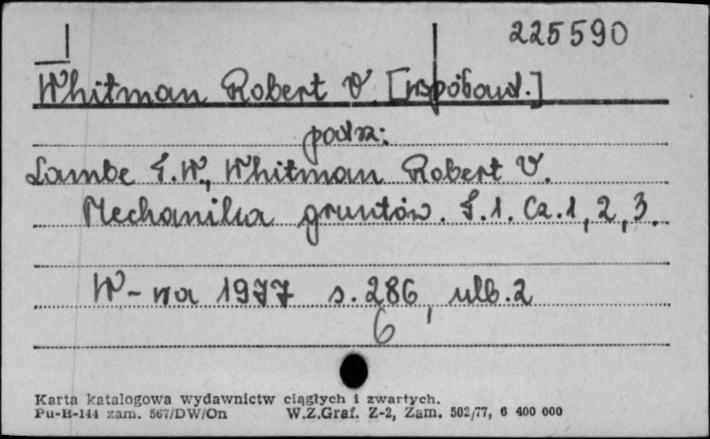 225590
Whitman Robert V. [współaut.]
patrz:
Lambe T.W., Whitman Robert V.
Mechanika gruntów. T.1. Cz.1, 2, 3.
W-wa 1977 s. 286, ulb. 2
6
Karta katalogowa wydawnictw ciągłych i zwartych.
Pu-B-144 zam. 567/DW/On W.Z.Graf. Z-2, Zam. 502/77, 6 400 000